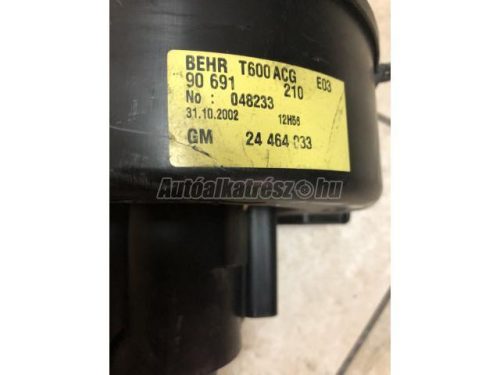 BEHR T600 ACG E03
90 691 210
No : 048233
31.10.2002 12H56
GM 24 464 033
Autóalkatrész.hu